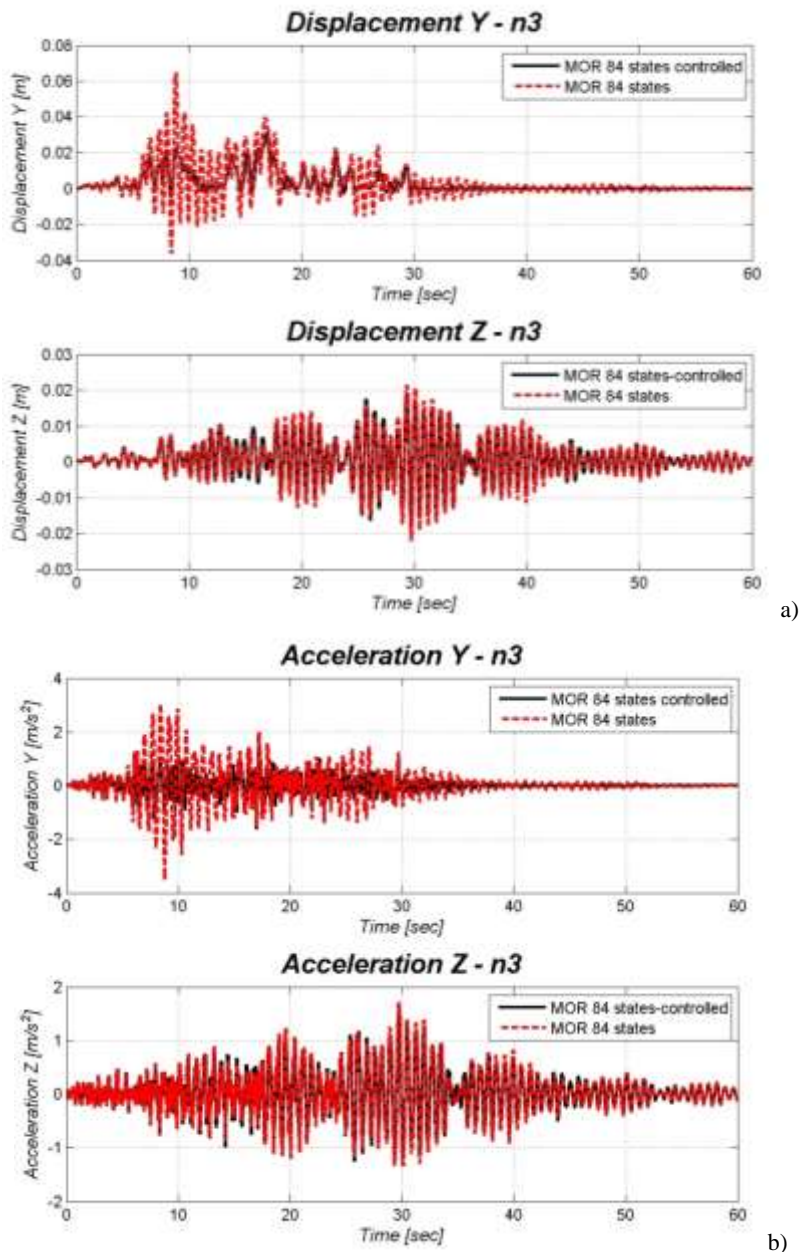 Displacement Y - n3
0.08
0.06
0.04
0.02
0
-0.02
-0.04
Displacement Y [m]
MOR 84 states controlled
MOR 84 states
0 10 20 30 40 50 60
Time [sec]
Displacement Z - n3
0.03
0.02
0.01
0
-0.01
-0.02
-0.03
Displacement Z [m]
MOR 84 states-controlled
MOR 84 states
0 10 20 30 40 50 60
Time [sec]
a)
Acceleration Y - n3
4
2
0
-2
-4
Acceleration Y [m/s²]
MOR 84 states controlled
MOR 84 states
0 10 20 30 40 50 60
Time [sec]
Acceleration Z - n3
2
1
0
-1
-2
Acceleration Z [m/s²]
MOR 84 states-controlled
MOR 84 states
0 10 20 30 40 50 60
Time [sec]
b)